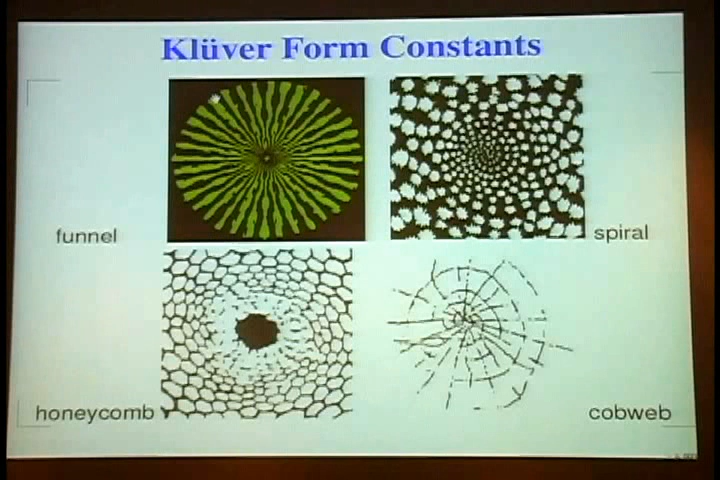 Klüver Form Constants
funnel
spiral
honeycomb
cobweb